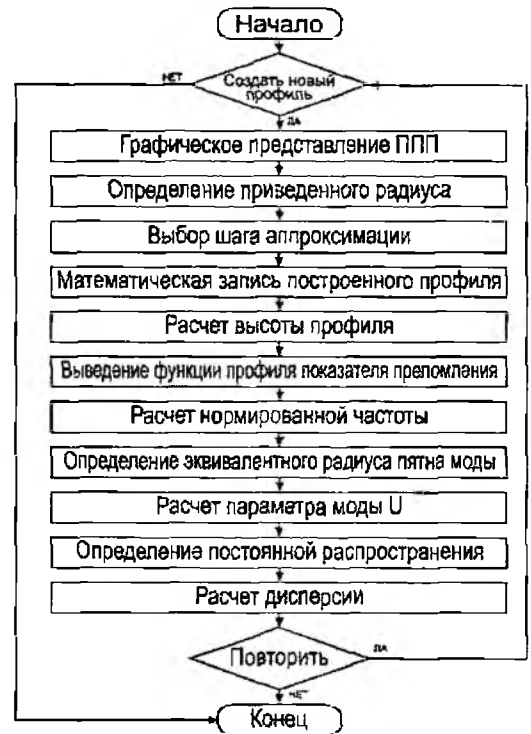 Начало
НЕТ
Создать новый
профиль
ДА
Графическое представление ППП
Определение приведенного радиуса
Выбор шага аппроксимации
Математическая запись построенного профиля
Расчет высоты профиля
Выведение функции профиля показателя преломления
Расчет нормированной частоты
Определение эквивалентного радиуса пятна моды
Расчет параметра моды U
Определение постоянной распространения
Расчет дисперсии
Повторить
ДА
НЕТ
Конец